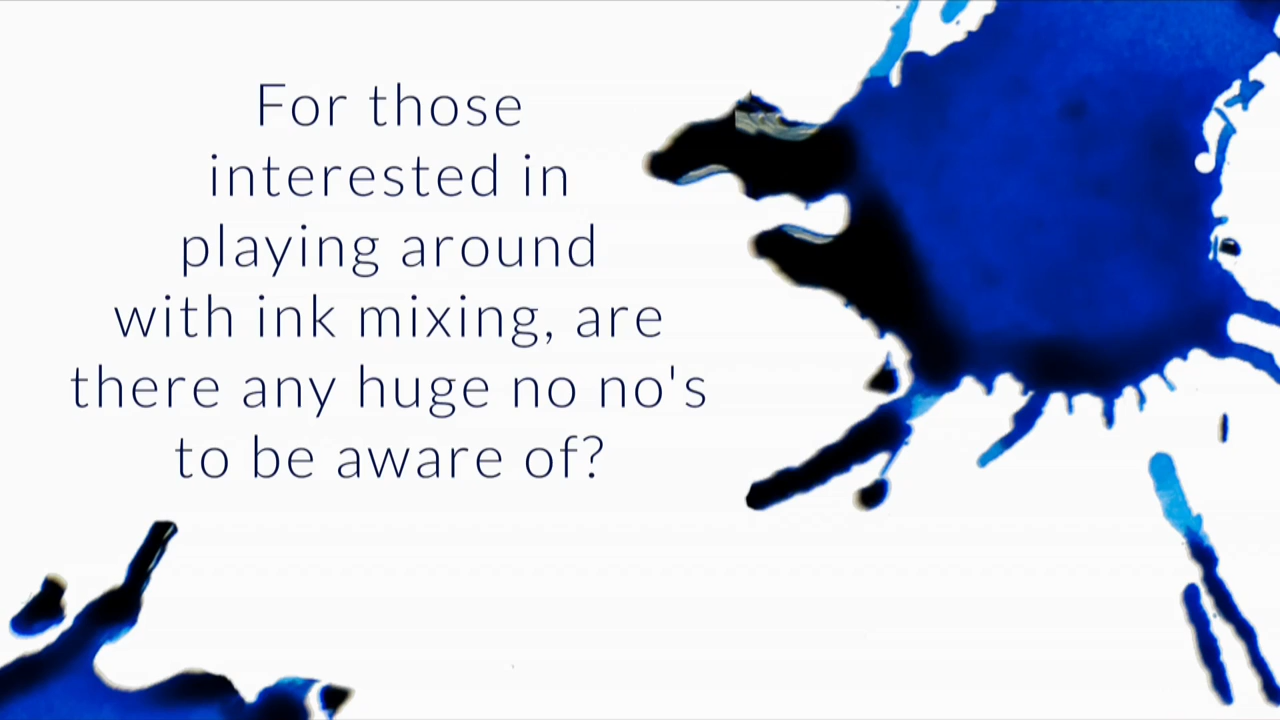 For those
interested in
playing around
with ink mixing, are
there any huge no no's
to be aware of?